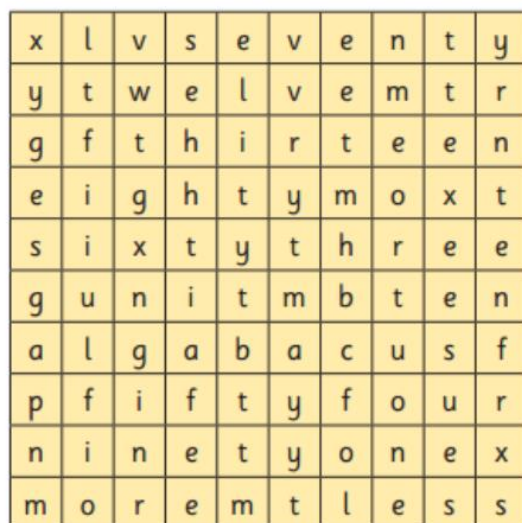 x l v s e v e n t y
y t w e l v e m t r
g f t h i r t e e n
e i g h t y m o x t
s i x t y t h r e e
g u n i t m b t e n
a l g a b a c u s f
p f i f t y f o u r
n i n e t y o n e x
m o r e m t l e s s